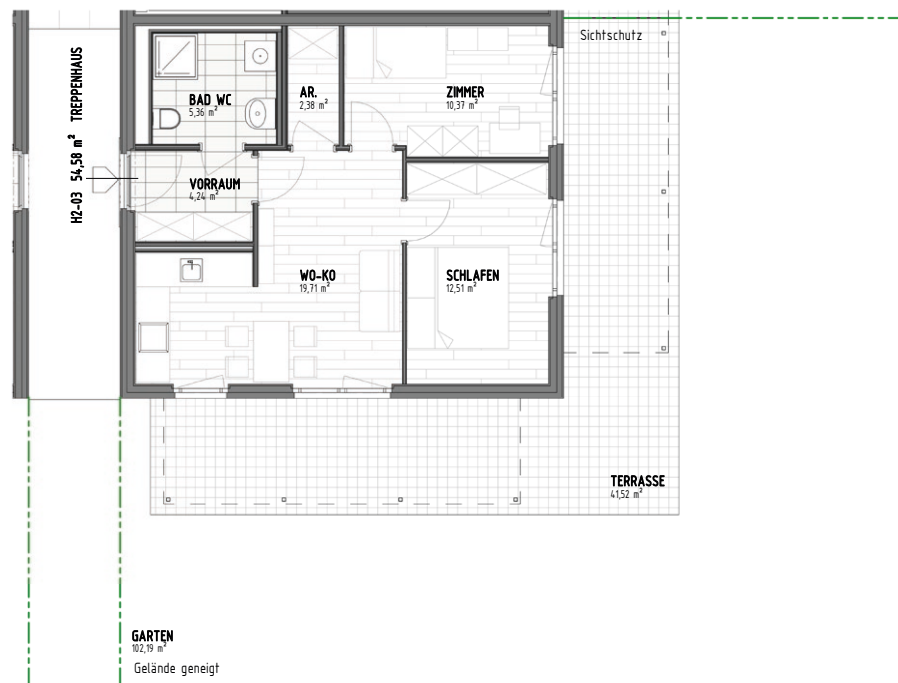 Sichtschutz
H2-03 54,58 m² TREPPENHAUS
BAD WC
5,36 m²
AR.
2,38 m²
ZIMMER
10,37 m²
VORRAUM
4,24 m²
WO-KO
19,71 m²
SCHLAFEN
12,51 m²
TERRASSE
41,52 m²
GARTEN
102,19 m²
Gelände geneigt